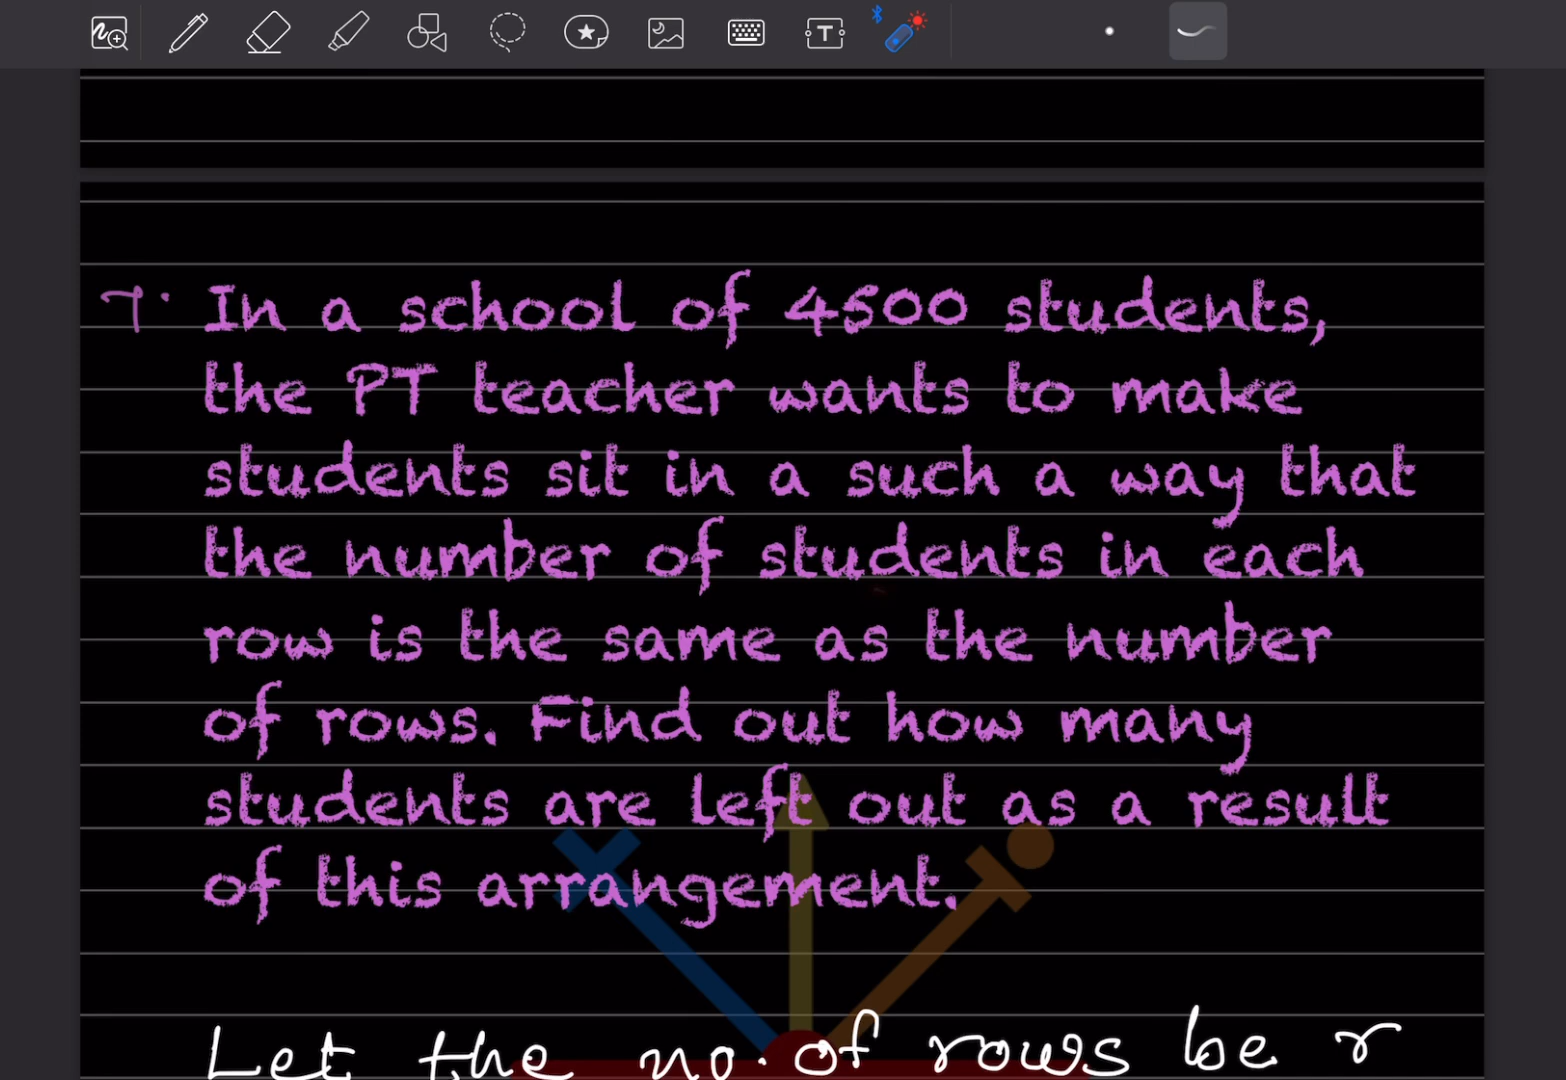 7. In a school of 4500 students,
the PT teacher wants to make
students sit in a such a way that
the number of students in each
row is the same as the number
of rows. Find out how many
students are left out as a result
of this arrangement.
Let the no. of rows be r